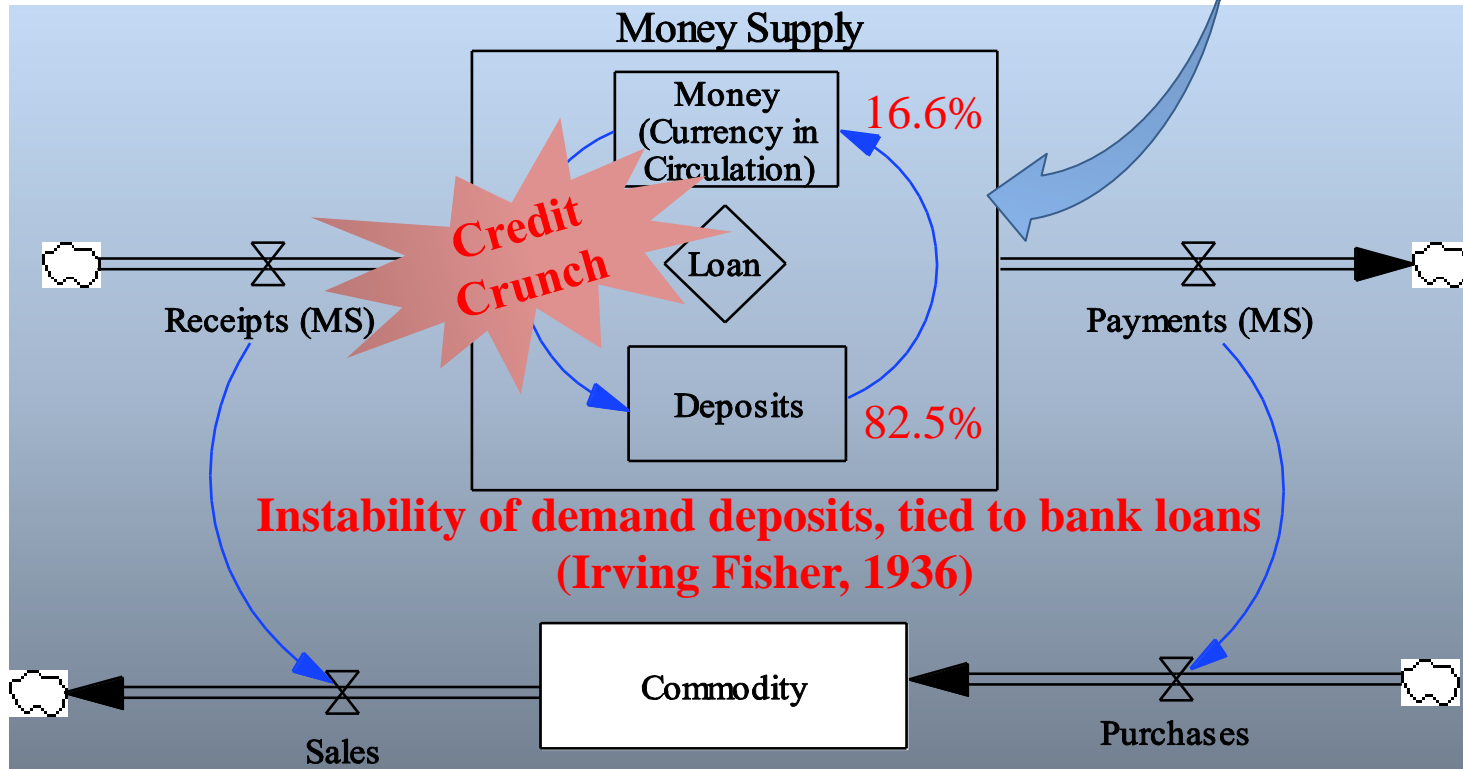 Money Supply
Money
(Currency in
Circulation)
16.6%
Credit
Crunch
Loan
Receipts (MS)
Payments (MS)
Deposits
82.5%
Instability of demand deposits, tied to bank loans
(Irving Fisher, 1936)
Commodity
Sales
Purchases